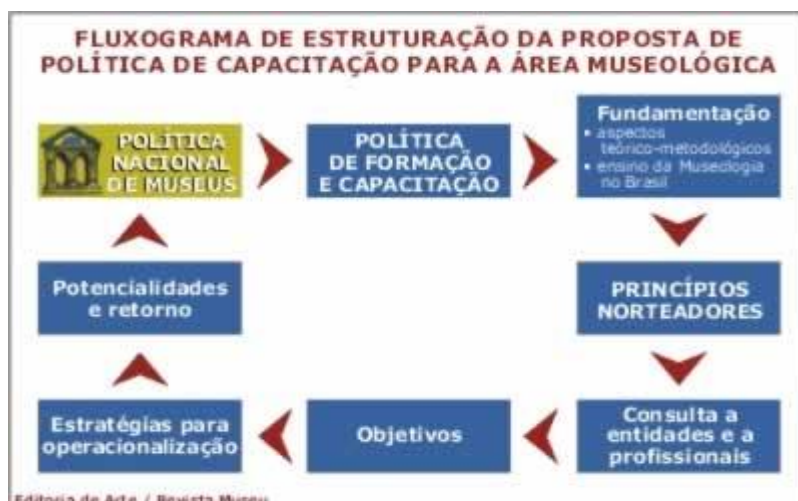 FLUXOGRAMA DE ESTRUTURAÇÃO DA PROPOSTA DE
POLÍTICA DE CAPACITAÇÃO PARA A ÁREA MUSEOLÓGICA
POLÍTICA
NACIONAL
DE MUSEUS
POLÍTICA
DE FORMAÇÃO
E CAPACITAÇÃO
Fundamentação
• aspectos
teórico-metodológicos
• ensino da Museologia
no Brasil
PRINCÍPIOS
NORTEADORES
Consulta a
entidades e a
profissionais
Objetivos
Estratégias para
operacionalização
Potencialidades
e retorno
Editoria de Arte / Revista Museu